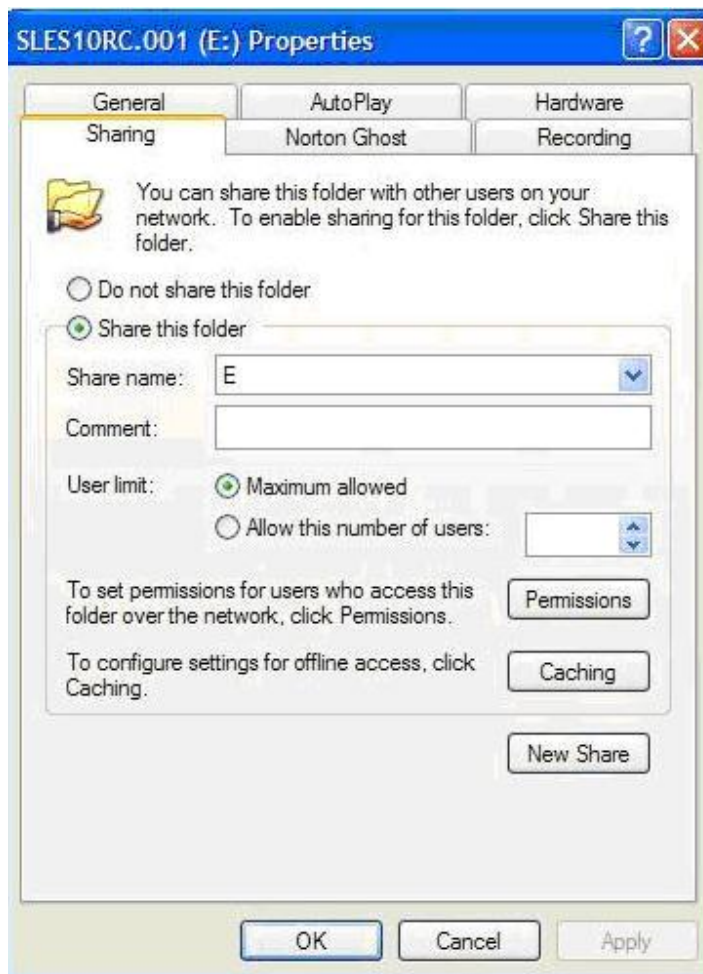 SLES10RC.001 (E:) Properties
General
AutoPlay
Hardware
Sharing
Norton Ghost
Recording
You can share this folder with other users on your
network. To enable sharing for this folder, click Share this
folder.
Do not share this folder
Share this folder
Share name: E
Comment:
User limit: Maximum allowed
Allow this number of users:
To set permissions for users who access this
folder over the network, click Permissions.
Permissions
To configure settings for offline access, click
Caching.
Caching
New Share
OK
Cancel
Apply